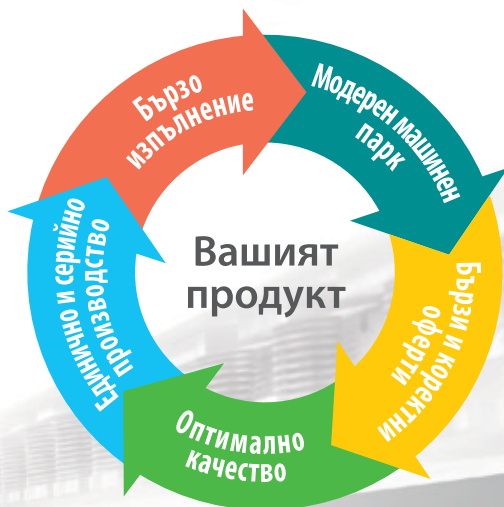 Бързо
изпълнение
Модерен машинен
парк
Бързи и коректни
оферти
Оптимално
качество
Единично и серийно
производство
Вашият
продукт